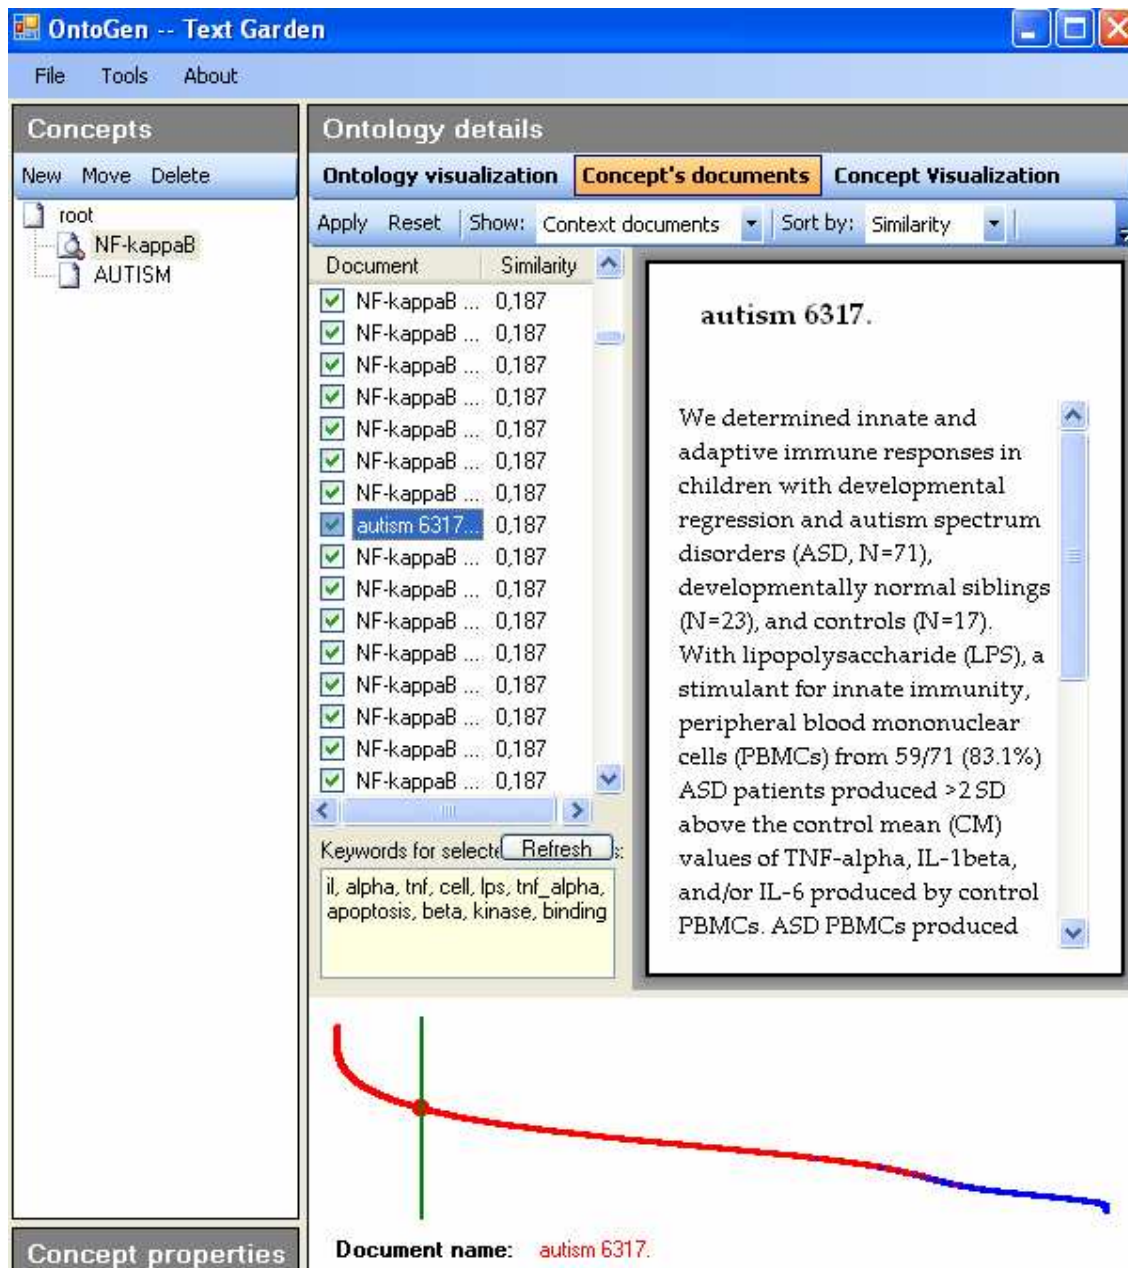 OntoGen -- Text Garden
File Tools About
Concepts
New Move Delete
root
NF-kappaB
AUTISM
Concept properties
Ontology details
Ontology visualization Concept's documents Concept Visualization
Apply Reset Show: Context documents Sort by: Similarity
Document Similarity
NF-kappaB ... 0,187
NF-kappaB ... 0,187
NF-kappaB ... 0,187
NF-kappaB ... 0,187
NF-kappaB ... 0,187
NF-kappaB ... 0,187
NF-kappaB ... 0,187
autism 6317... 0,187
NF-kappaB ... 0,187
NF-kappaB ... 0,187
NF-kappaB ... 0,187
NF-kappaB ... 0,187
NF-kappaB ... 0,187
NF-kappaB ... 0,187
NF-kappaB ... 0,187
NF-kappaB ... 0,187
Keywords for selecte Refresh s:
il, alpha, tnf, cell, lps, tnf_alpha,
apoptosis, beta, kinase, binding
autism 6317.
We determined innate and
adaptive immune responses in
children with developmental
regression and autism spectrum
disorders (ASD, N=71),
developmentally normal siblings
(N=23), and controls (N=17).
With lipopolysaccharide (LPS), a
stimulant for innate immunity,
peripheral blood mononuclear
cells (PBMCs) from 59/71 (83.1%)
ASD patients produced >2 SD
above the control mean (CM)
values of TNF-alpha, IL-1beta,
and/or IL-6 produced by control
PBMCs. ASD PBMCs produced
Document name: autism 6317.